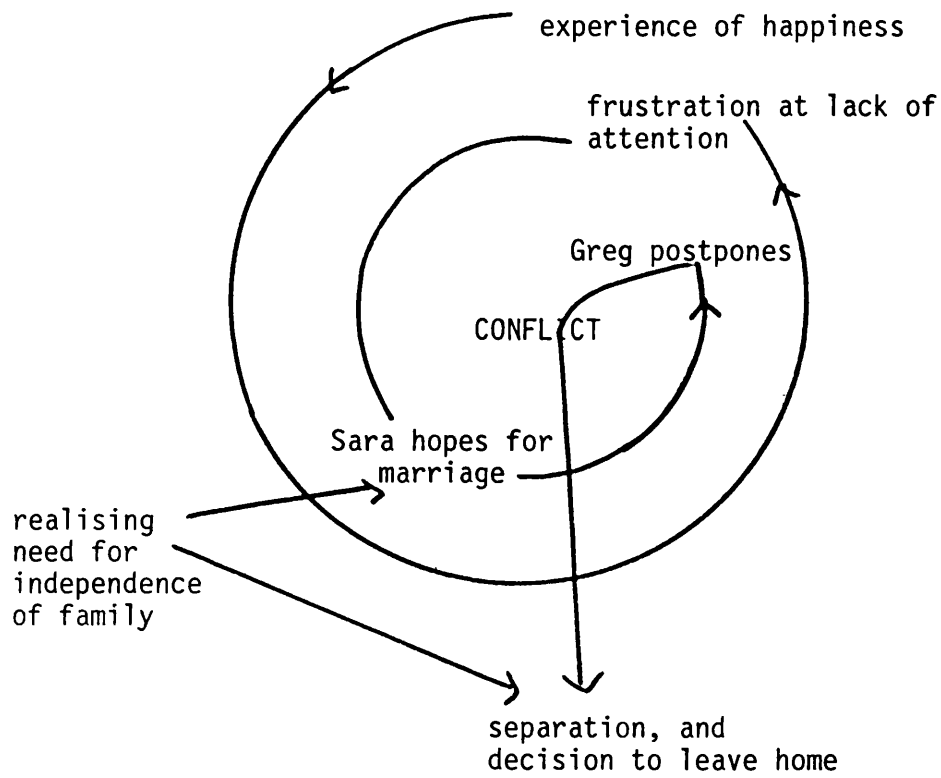 experience of happiness
frustration at lack of
attention
Greg postpones
CONFLICT
Sara hopes for
marriage
realising
need for
independence
of family
separation, and
decision to leave home